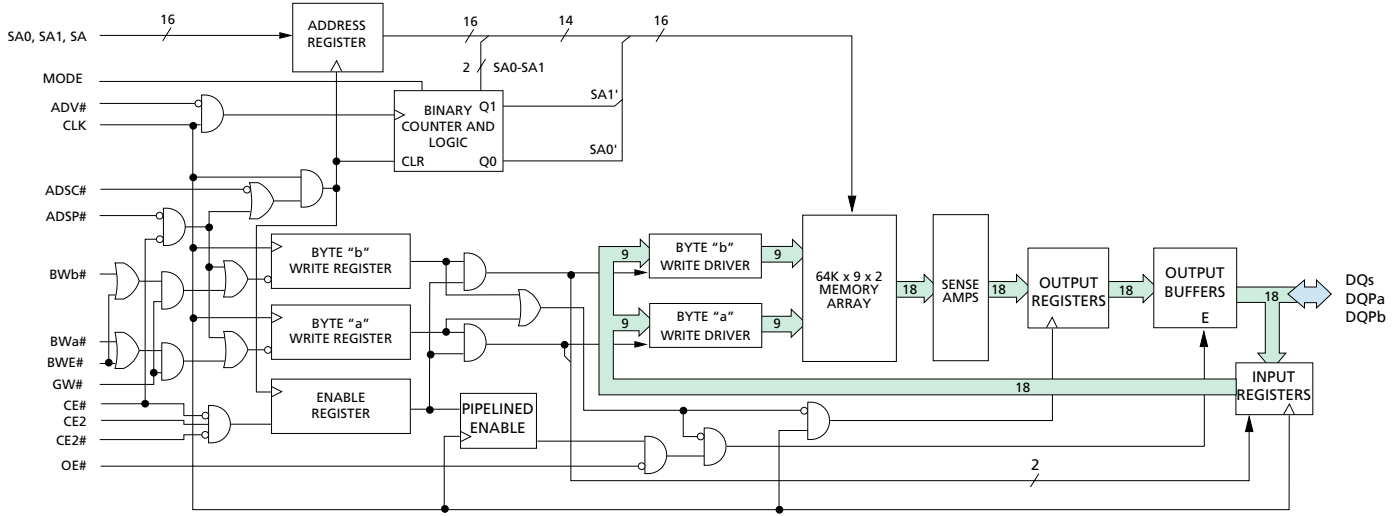 16
SA0, SA1, SA
ADDRESS
REGISTER
16
14
16
2
SA0-SA1
MODE
ADV#
CLK
BINARY
COUNTER AND
LOGIC
Q1
CLR
Q0
SA1'
SA0'
ADSC#
ADSP#
BYTE “b”
WRITE REGISTER
9
BYTE “b”
WRITE DRIVER
9
BWb#
64K x 9 x 2
MEMORY
ARRAY
18
SENSE
AMPS
18
OUTPUT
REGISTERS
18
OUTPUT
BUFFERS
E
18
DQs
DQPa
DQPb
BYTE “a”
WRITE REGISTER
9
BYTE “a”
WRITE DRIVER
9
BWa#
BWE#
GW#
CE#
CE2
CE2#
ENABLE
REGISTER
18
INPUT
REGISTERS
PIPELINED
ENABLE
OE#
2